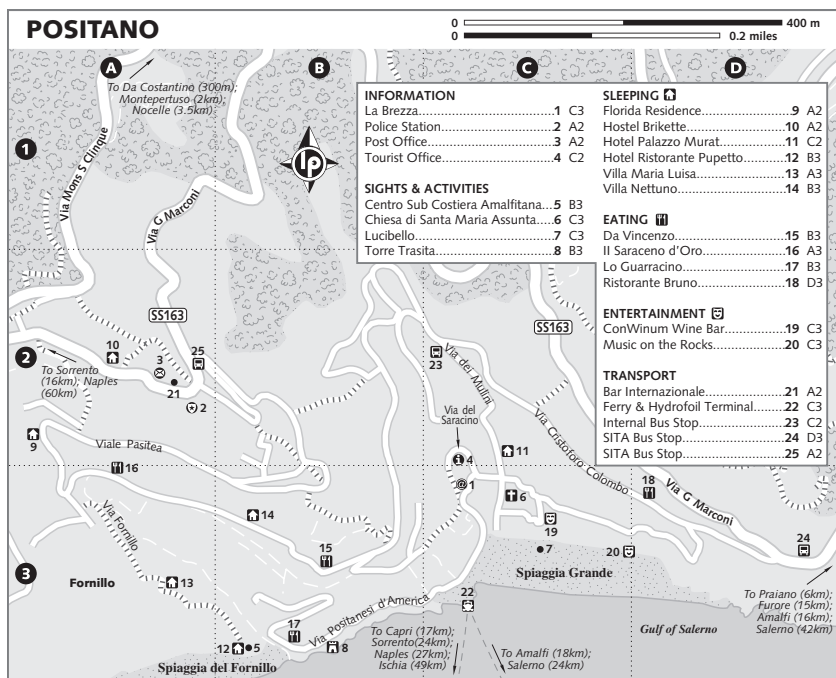 POSITANO
0 400 m
0 0.2 miles
A
B
C
D
1
2
3
To Da Costantino (300m);
Montepertuso (2km);
Nocelle (3.5km)
lp
INFORMATION
La Brezza 1 C3
Police Station 2 A2
Post Office 3 A2
Tourist Office 4 C2
SIGHTS & ACTIVITIES
Centro Sub Costiera Amalfitana 5 B3
Chiesa di Santa Maria Assunta 6 C3
Lucibello 7 C3
Torre Trasita 8 B3
SLEEPING
Florida Residence 9 A2
Hostel Brikette 10 A2
Hotel Palazzo Murat 11 C2
Hotel Ristorante Pupetto 12 B3
Villa Maria Luisa 13 A3
Villa Nettuno 14 B3
EATING
Da Vincenzo 15 B3
Il Saraceno d'Oro 16 A3
Lo Guarracino 17 B3
Ristorante Bruno 18 D3
ENTERTAINMENT
ConWinum Wine Bar 19 C3
Music on the Rocks 20 C3
TRANSPORT
Bar Internazionale 21 A2
Ferry & Hydrofoil Terminal 22 C3
Internal Bus Stop 23 C2
SITA Bus Stop 24 D3
SITA Bus Stop 25 A2
Via Mons S Clinque
Via G Marconi
SS163
SS163
10
3
25
21
2
To Sorrento
(16km); Naples
(60km)
23
Via dei Mulini
Via del
Saracino
Via Cristoforo Colombo
9
Viale Pasitea
16
11
4
1
6
18
Via G Marconi
Via Fornillo
14
19
7
20
24
15
Fornillo
13
Spiaggia Grande
22
Via Positanesi d'America
17
12
5
8
Spiaggia del Fornillo
To Capri (17km);
Sorrento(24km);
Naples (27km);
Ischia (49km)
To Amalfi (18km);
Salerno (24km)
Gulf of Salerno
To Praiano (6km);
Furore (15km);
Amalfi (16km);
Salerno (42km)